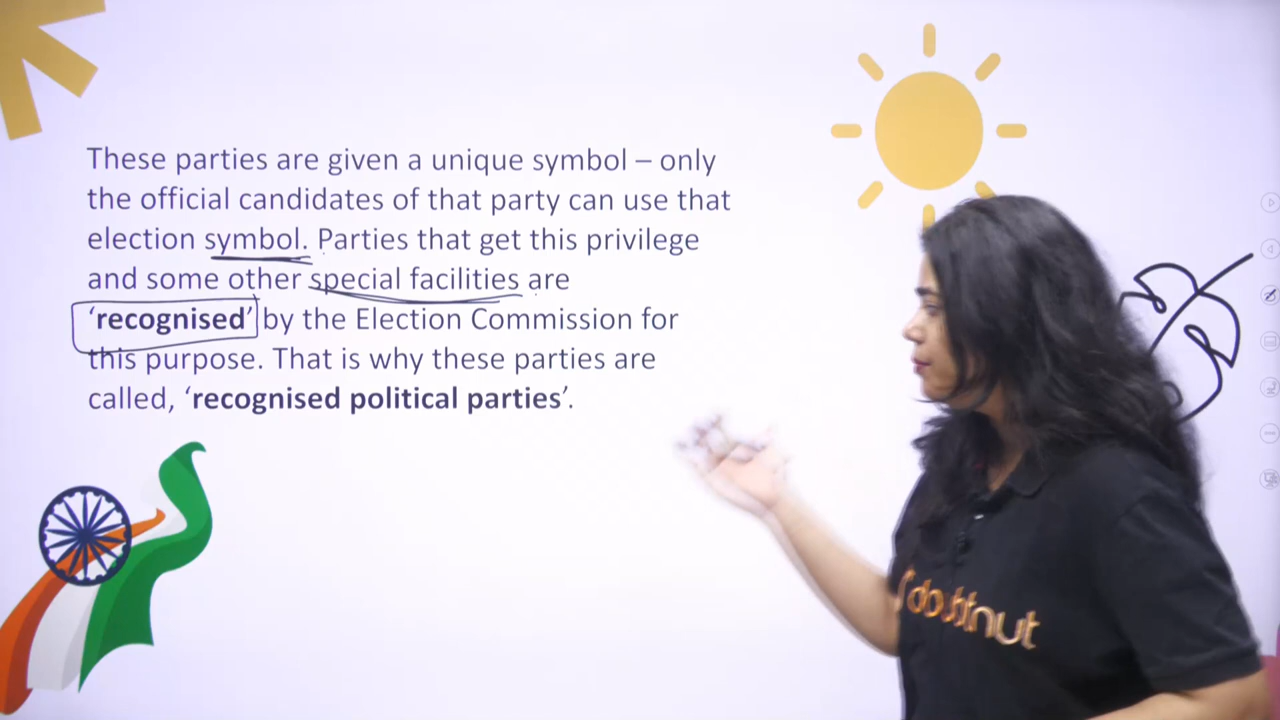 These parties are given a unique symbol – only
the official candidates of that party can use that
election symbol. Parties that get this privilege
and some other special facilities are
‘recognised’ by the Election Commission for
this purpose. That is why these parties are
called, ‘recognised political parties’.
doubtnut